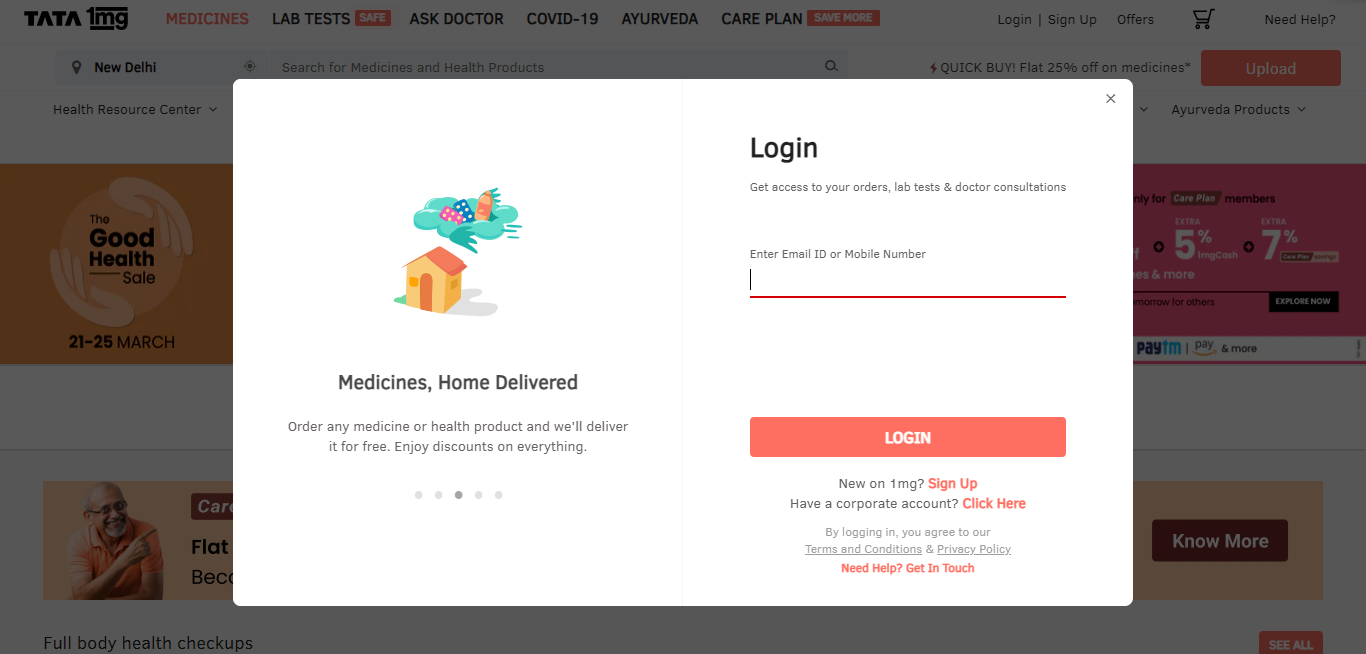 TATA 1mg
MEDICINES LAB TESTS SAFE ASK DOCTOR COVID-19 AYURVEDA CARE PLAN SAVE MORE Login | Sign Up Offers Need Help?
New Delhi Search for Medicines and Health Products QUICK BUY! Flat 25% off on medicines* Upload
Health Resource Center Ayurveda Products
The
Good
Health
Sale
21-25 MARCH
Login
Get access to your orders, lab tests & doctor consultations
Enter Email ID or Mobile Number
Medicines, Home Delivered
Order any medicine or health product and we'll deliver
it for free. Enjoy discounts on everything.
LOGIN
New on 1mg? Sign Up
Have a corporate account? Click Here
By logging in, you agree to our
Terms and Conditions & Privacy Policy
Need Help? Get In Touch
Care Plan members
EXTRA EXTRA
5% 7%
1mgCash Care Plan savings
& more
for others EXPLORE NOW
paytm | pay & more
Care
Flat
Know More
Full body health checkups SEE ALL